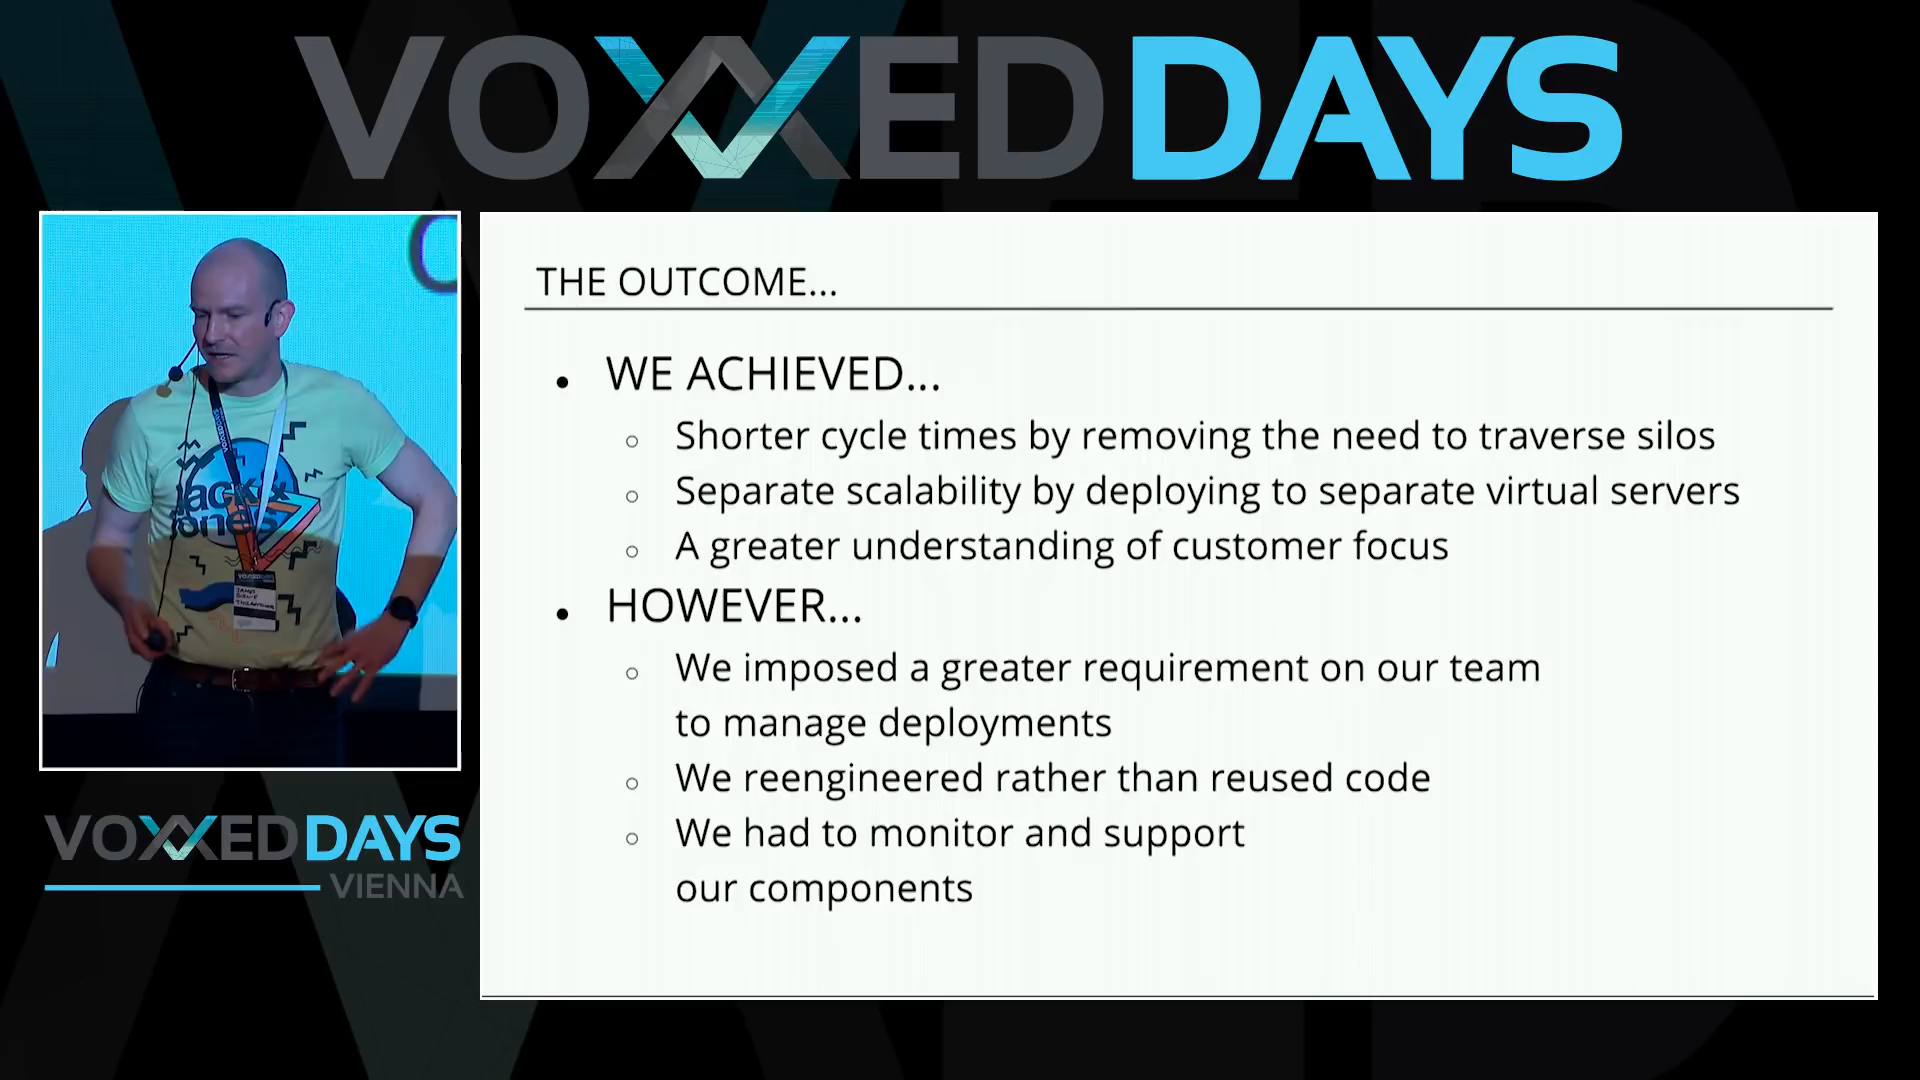 VOXXED DAYS
THE OUTCOME...
• WE ACHIEVED...
○ Shorter cycle times by removing the need to traverse silos
○ Separate scalability by deploying to separate virtual servers
○ A greater understanding of customer focus
• HOWEVER...
○ We imposed a greater requirement on our team
to manage deployments
○ We reengineered rather than reused code
○ We had to monitor and support
our components
Jack &
Jones
VOXXED DAYS
VIENNA